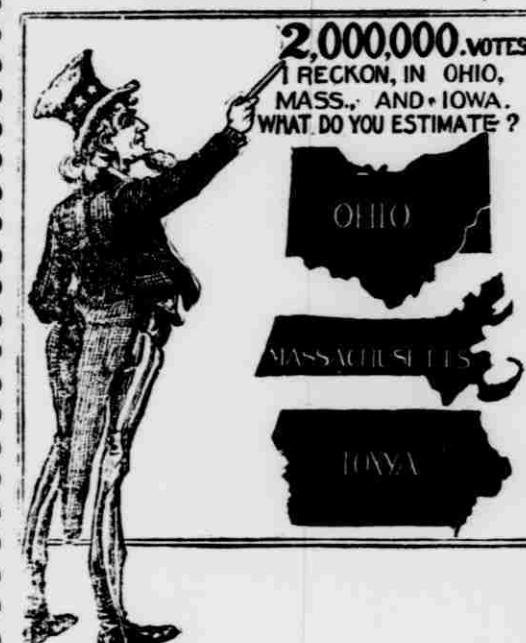 2,000,000. VOTES
I RECKON, IN OHIO,
MASS., AND IOWA.
WHAT DO YOU ESTIMATE?
OHIO
MASSACHUSETTS
IOWA